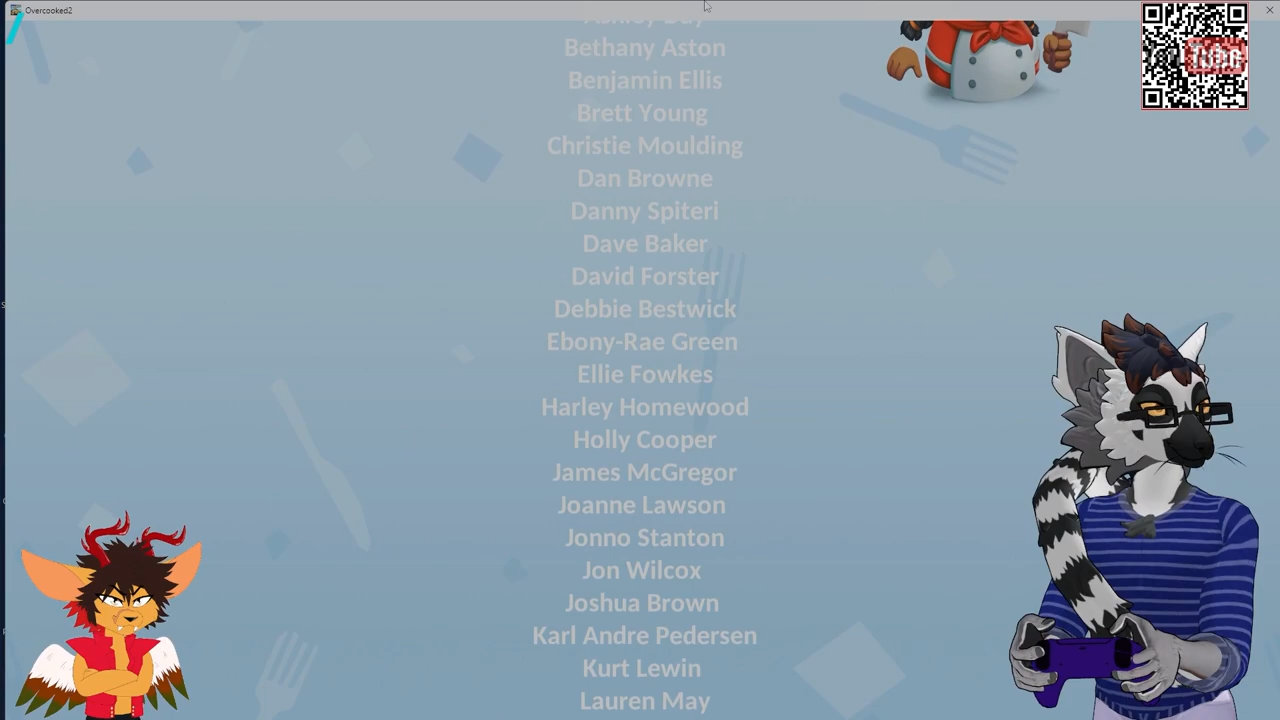 Overcooked2
Ashley Day
Bethany Aston
Benjamin Ellis
Brett Young
Christie Moulding
Dan Browne
Danny Spiteri
Dave Baker
David Forster
Debbie Bestwick
Ebony-Rae Green
Ellie Fowkes
Harley Homewood
Holly Cooper
James McGregor
Joanne Lawson
Jonno Stanton
Jon Wilcox
Joshua Brown
Karl Andre Pedersen
Kurt Lewin
Lauren May